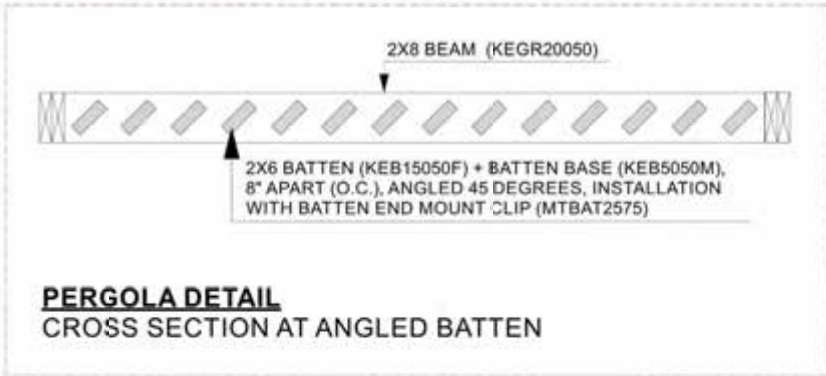 2X8 BEAM (KEGR20050)
2X6 BATTEN (KEB15050F) + BATTEN BASE (KEB5050M),
8" APART (O.C.), ANGLED 45 DEGREES, INSTALLATION
WITH BATTEN END MOUNT CLIP (MTBAT2575)
PERGOLA DETAIL
CROSS SECTION AT ANGLED BATTEN